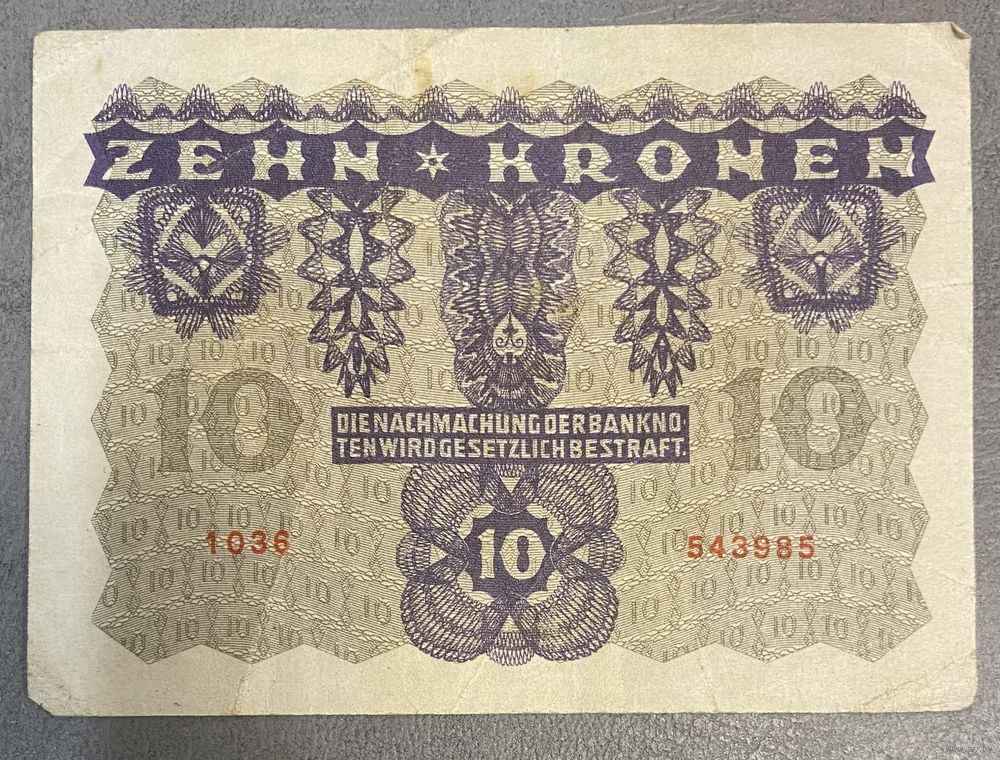 ZEHN * KRONEN
10 10
DIE NACHMACHUNG DER BANKNO-
TEN WIRD GESETZLICH BESTRAFT.
1036 10 543985